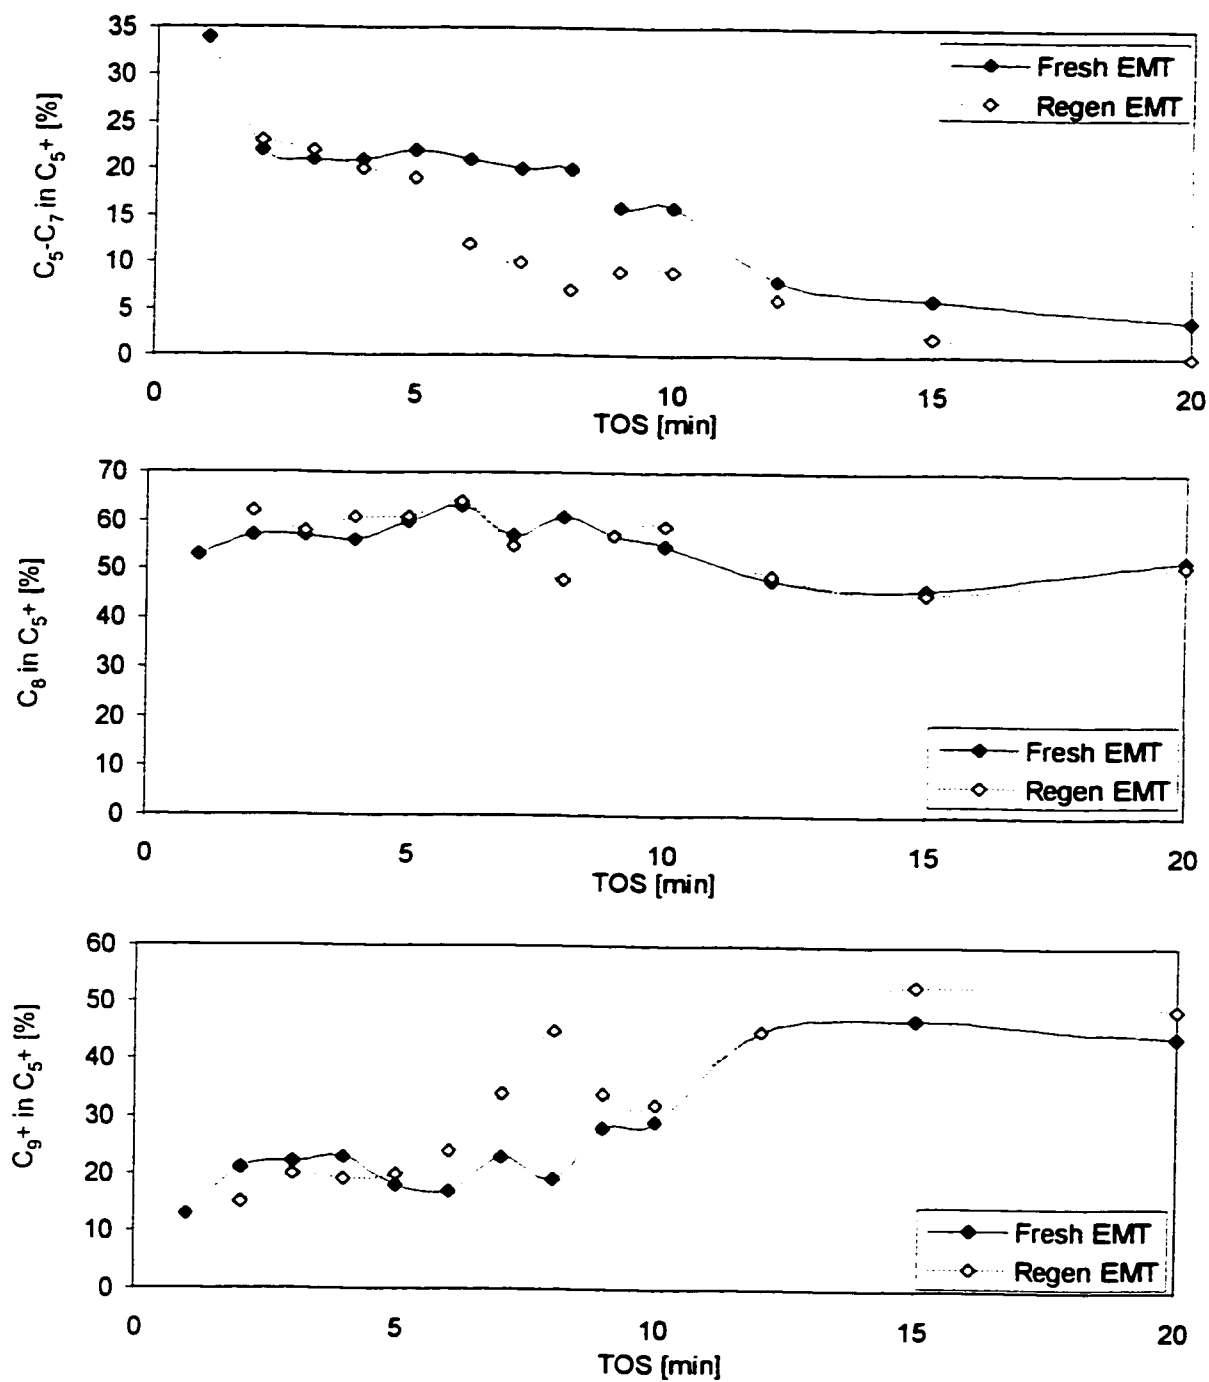 35
30
25
20
15
10
5
0
C₅-C₇ in C₅+ [%]
Fresh EMT
Regen EMT
0 5 10 15 20
TOS [min]
70
60
50
40
30
20
10
0
C₈ in C₅+ [%]
Fresh EMT
Regen EMT
0 5 10 15 20
TOS [min]
60
50
40
30
20
10
0
C₉+ in C₅+ [%]
Fresh EMT
Regen EMT
0 5 10 15 20
TOS [min]